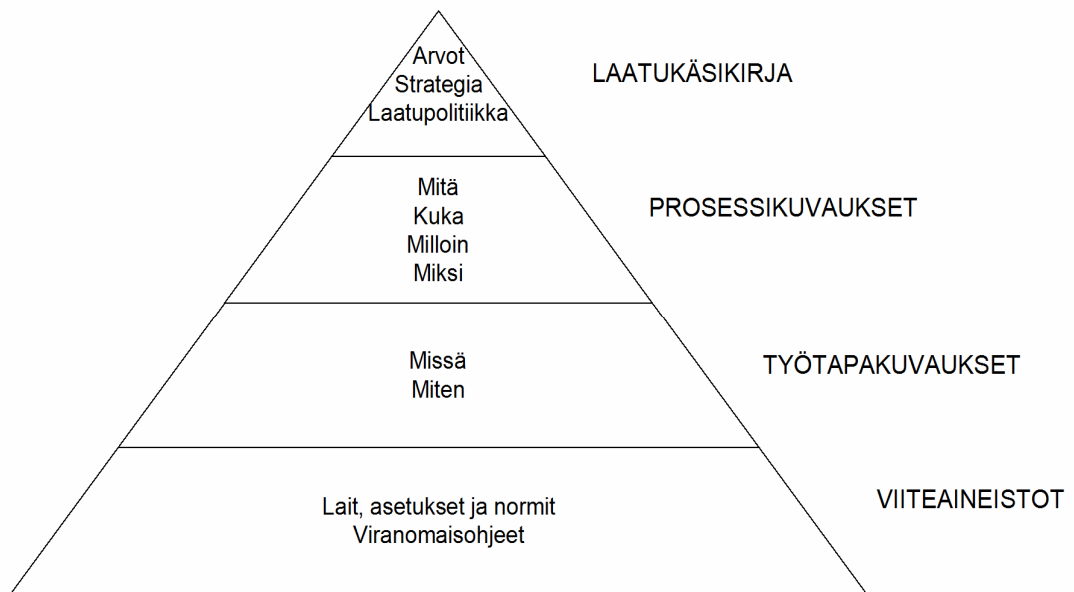 Arvot
Strategia
Laatupolitiikka
LAATUKÄSIKIRJA
Mitä
Kuka
Milloin
Miksi
PROSESSIKUVAUKSET
Missä
Miten
TYÖTAPAKUVAUKSET
Lait, asetukset ja normit
Viranomaisohjeet
VIITEAINEISTOT